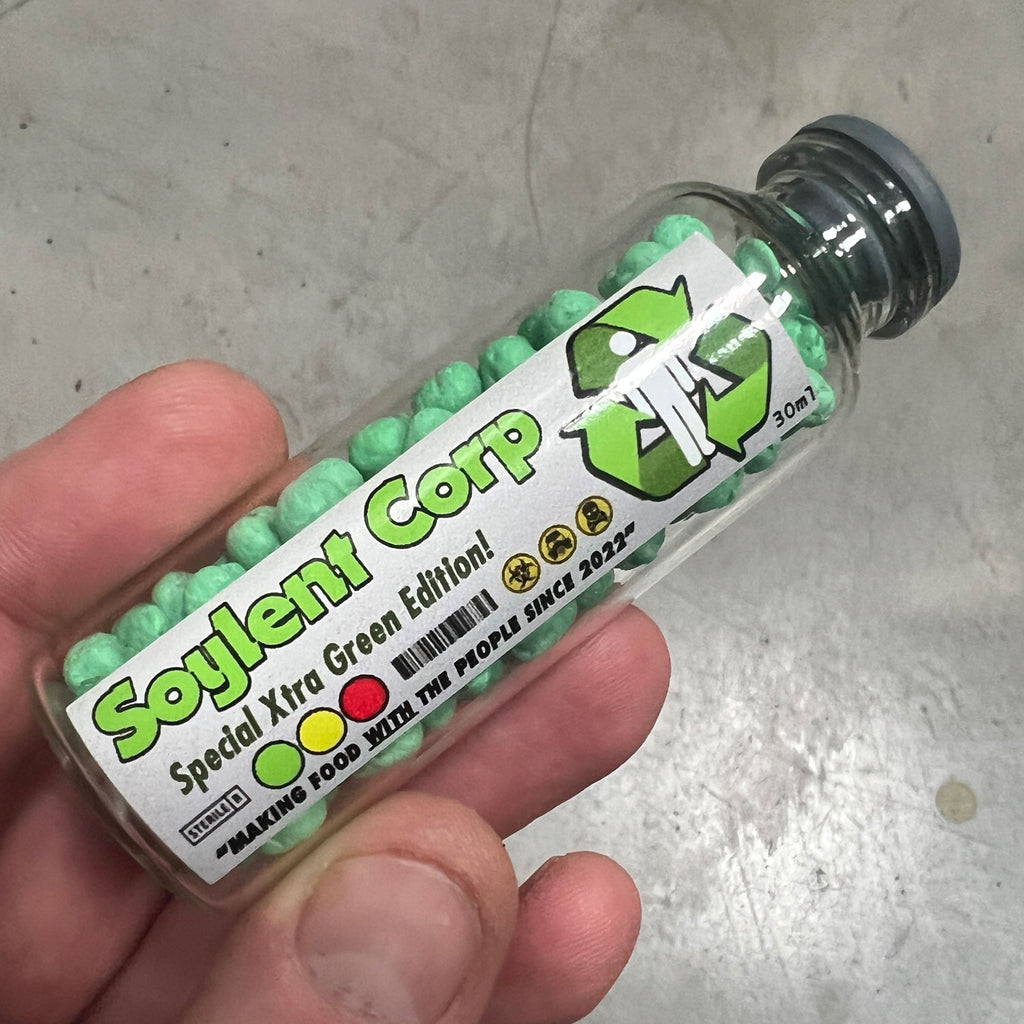 Soylent Corp
30ml
Special Xtra Green Edition!
STERILE R
"MAKING FOOD WITH THE PEOPLE SINCE 2022"